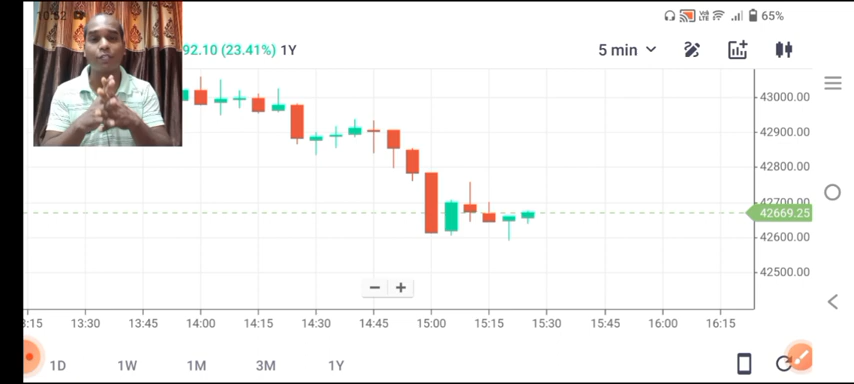 10:52
65%
92.10 (23.41%) 1Y
5 min
43000.00
42900.00
42800.00
42700.00
42669.25
42600.00
42500.00
13:30 13:45 14:00 14:15 14:30 14:45 15:00 15:15 15:30 15:45 16:00 16:15
1D 1W 1M 3M 1Y